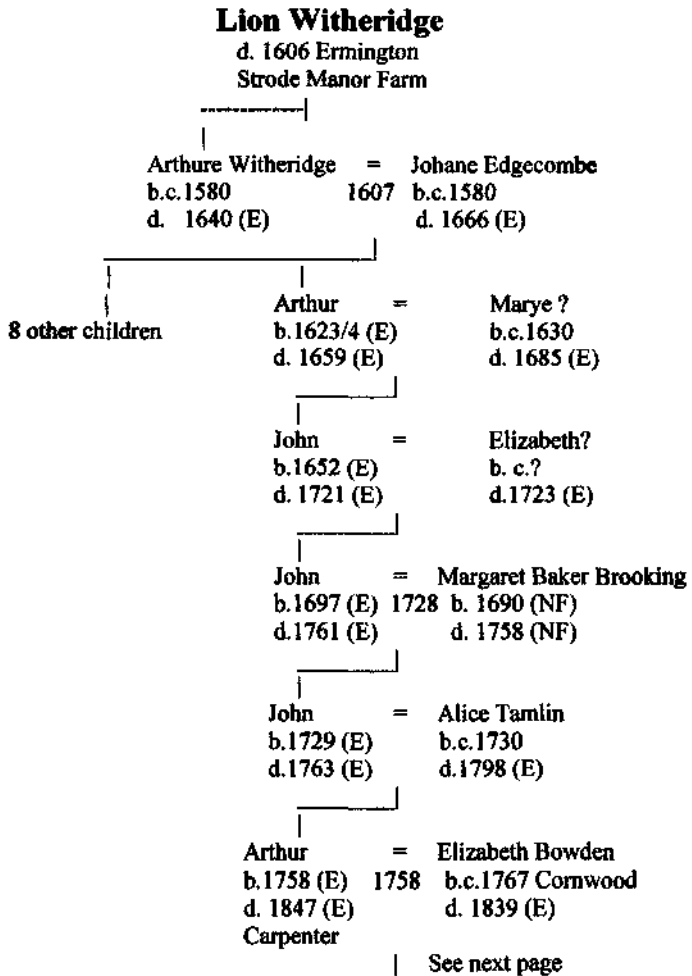 Lion Witheridge
d. 1606 Ermington
Strode Manor Farm
Arthure Witheridge = Johane Edgecombe
b.c.1580 1607 b.c.1580
d. 1640 (E) d. 1666 (E)
8 other children
Arthur = Marye ?
b.1623/4 (E) b.c.1630
d. 1659 (E) d. 1685 (E)
John = Elizabeth?
b.1652 (E) b. c.?
d. 1721 (E) d.1723 (E)
John = Margaret Baker Brooking
b.1697 (E) 1728 b. 1690 (NF)
d.1761 (E) d. 1758 (NF)
John = Alice Tamlin
b.1729 (E) b.c.1730
d.1763 (E) d.1798 (E)
Arthur = Elizabeth Bowden
b.1758 (E) 1758 b.c.1767 Cornwood
d. 1847 (E) d. 1839 (E)
Carpenter
See next page